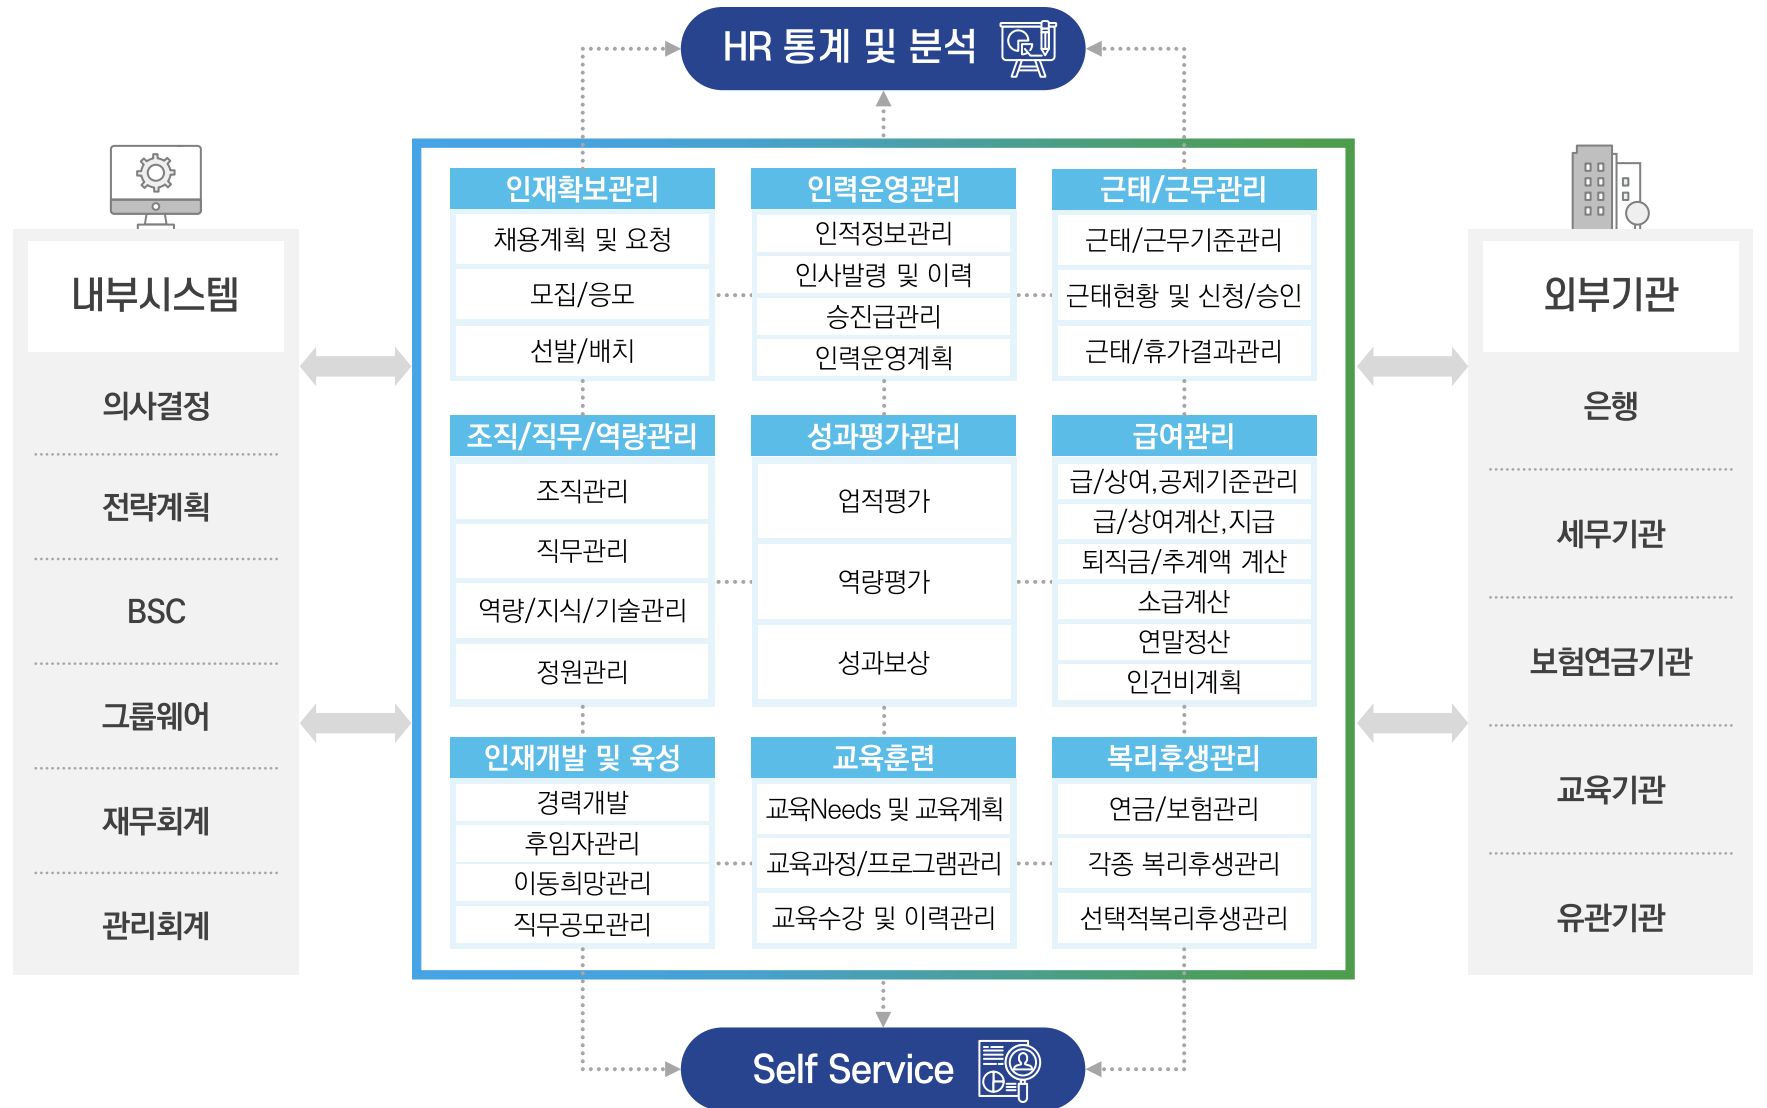 HR 통계 및 분석
내부시스템
의사결정
전략계획
BSC
그룹웨어
재무회계
관리회계
인재확보관리
채용계획 및 요청
모집/응모
선발/배치
인력운영관리
인적정보관리
인사발령 및 이력
승진급관리
인력운영계획
근태/근무관리
근태/근무기준관리
근태현황 및 신청/승인
근태/휴가결과관리
조직/직무/역량관리
조직관리
직무관리
역량/지식/기술관리
정원관리
성과평가관리
업적평가
역량평가
성과보상
급여관리
급/상여,공제기준관리
급/상여계산,지급
퇴직금/추계액 계산
소급계산
연말정산
인건비계획
인재개발 및 육성
경력개발
후임자관리
이동희망관리
직무공모관리
교육훈련
교육Needs 및 교육계획
교육과정/프로그램관리
교육수강 및 이력관리
복리후생관리
연금/보험관리
각종 복리후생관리
선택적복리후생관리
외부기관
은행
세무기관
보험연금기관
교육기관
유관기관
Self Service